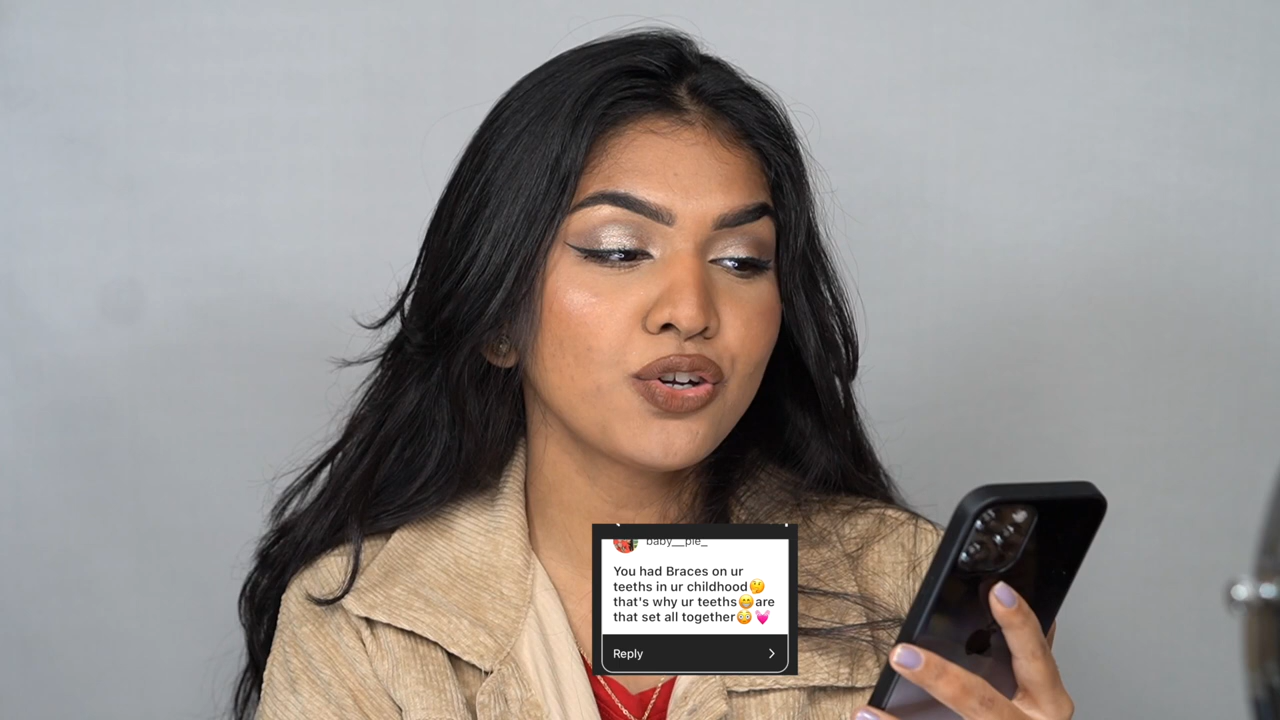 baby__pie_
You had Braces on ur
teeths in ur childhood🤔
that's why ur teeths😁are
that set all together😳💓
Reply